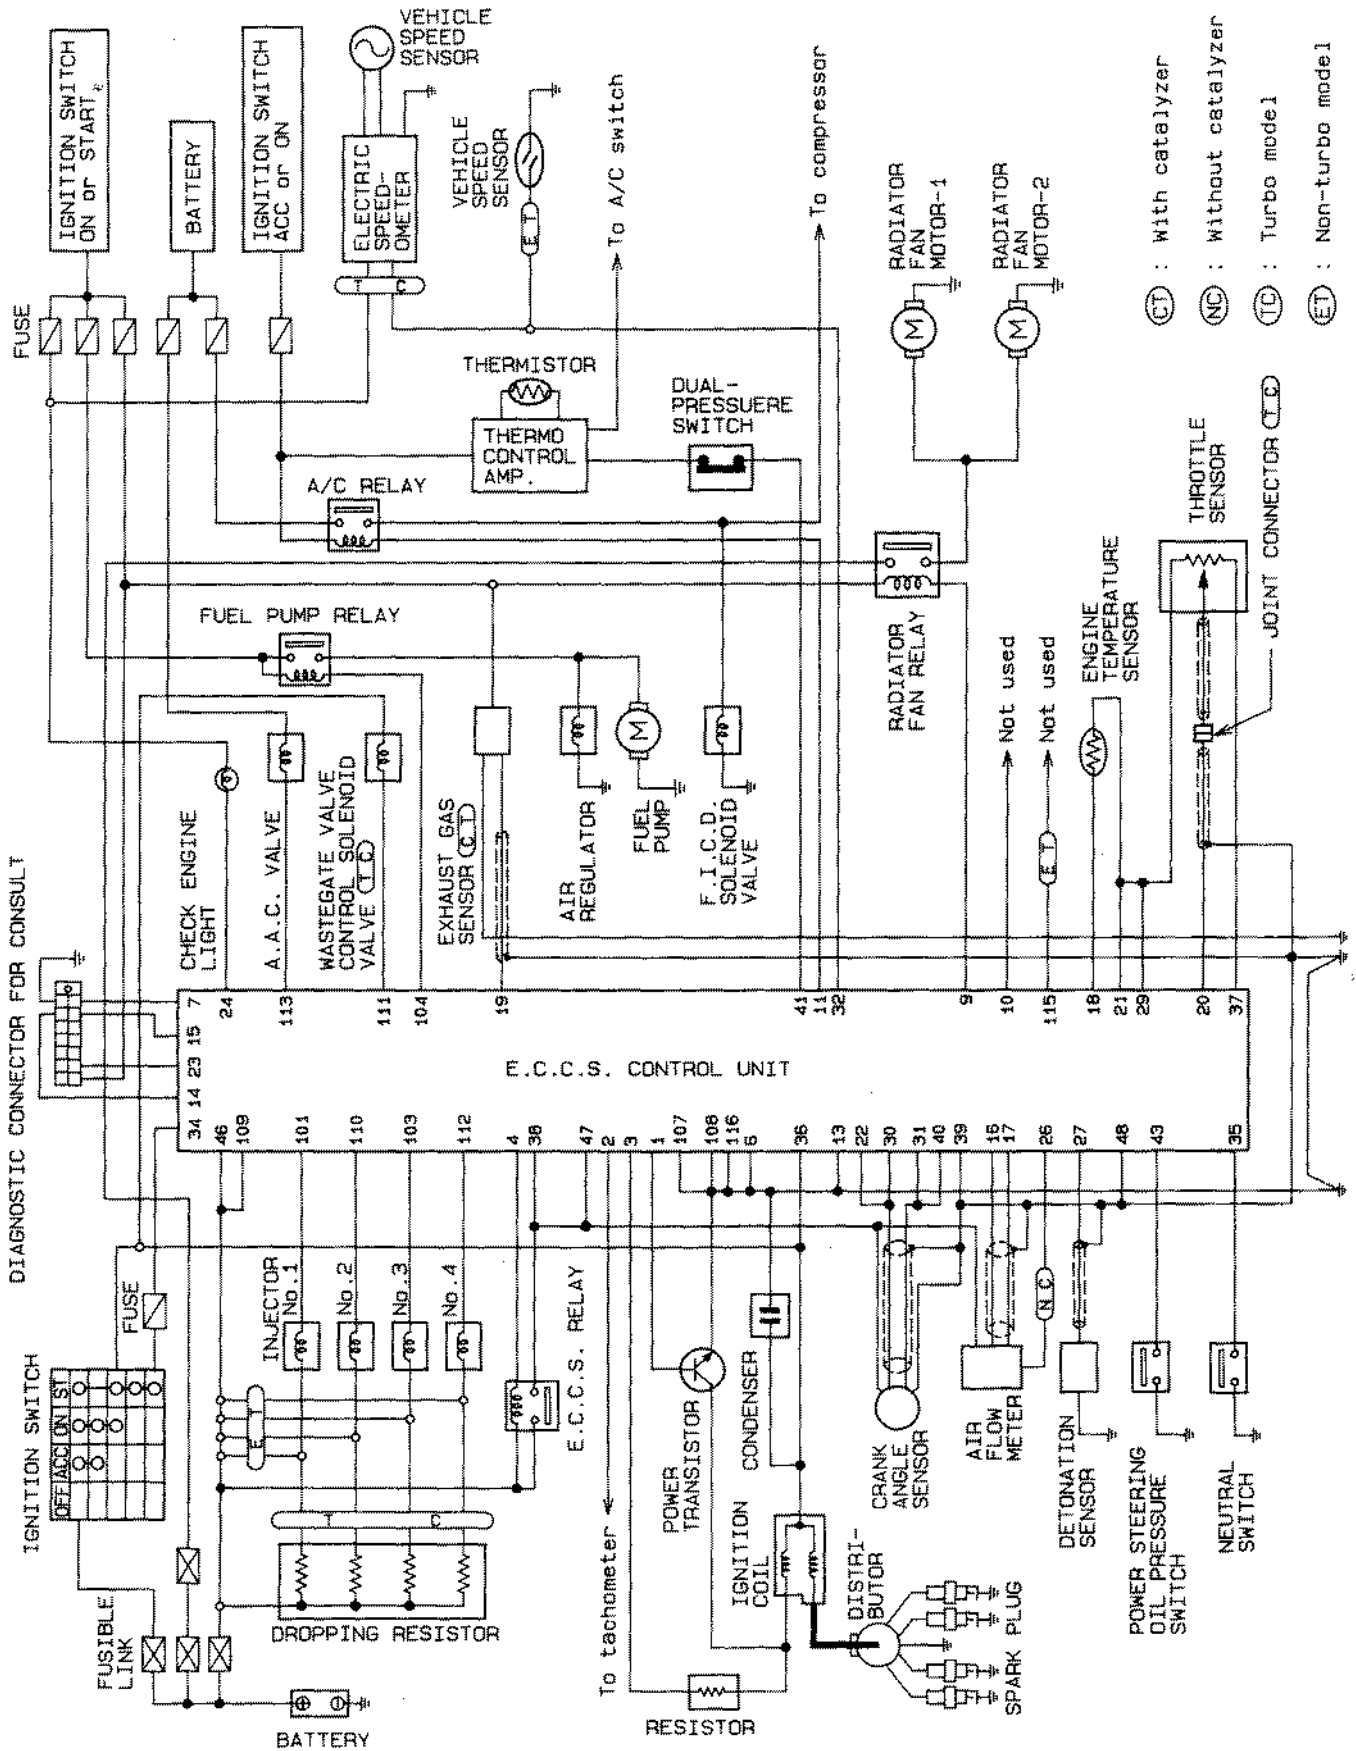 DIAGNOSTIC CONNECTOR FOR CONSULT
IGNITION SWITCH
ON or START
BATTERY
IGNITION SWITCH
ACC or ON
FUSE
VEHICLE
SPEED
SENSOR
ELECTRIC
SPEED-
OMETER
T C
VEHICLE
SPEED
SENSOR
E T
To A/C switch
To compressor
THERMISTOR
THERMO
CONTROL
AMP.
DUAL-
PRESSUERE
SWITCH
A/C RELAY
FUEL PUMP RELAY
RADIATOR
FAN
MOTOR-1
M
RADIATOR
FAN
MOTOR-2
M
CT : With catalyzer
NC : Without catalyzer
TC : Turbo model
ET : Non-turbo model
RADIATOR
FAN RELAY
THROTTLE
SENSOR
JOINT CONNECTOR T C
ENGINE
TEMPERATURE
SENSOR
Not used
Not used
E T
CHECK ENGINE
LIGHT
A.A.C. VALVE
WASTEGATE VALVE
CONTROL SOLENOID
VALVE T C
EXHAUST GAS
SENSOR C T
AIR
REGULATOR
M
FUEL
PUMP
F.I.C.D.
SOLENOID
VALVE
34 14 23 15 7
24 113 111 104 19 41 11 32 9 10 115 18 21 29 20 37
E.C.C.S. CONTROL UNIT
46 109 101 110 103 112 4 38 47 2 3 1 107 108 116 6 36 13 22 30 31 40 39 16 17 26 27 48 43 35
IGNITION SWITCH
OFF ACC ON ST
FUSE
INJECTOR
No.1
No.2
No.3
No.4
E T
T C
DROPPING RESISTOR
FUSIBLE
LINK
BATTERY
E.C.C.S. RELAY
To tachometer
POWER
TRANSISTOR
CONDENSER
RESISTOR
IGNITION
COIL
DISTRI-
BUTOR
SPARK PLUG
CRANK
ANGLE
SENSOR
AIR
FLOW
METER
N C
DETONATION
SENSOR
POWER STEERING
OIL PRESSURE
SWITCH
NEUTRAL
SWITCH